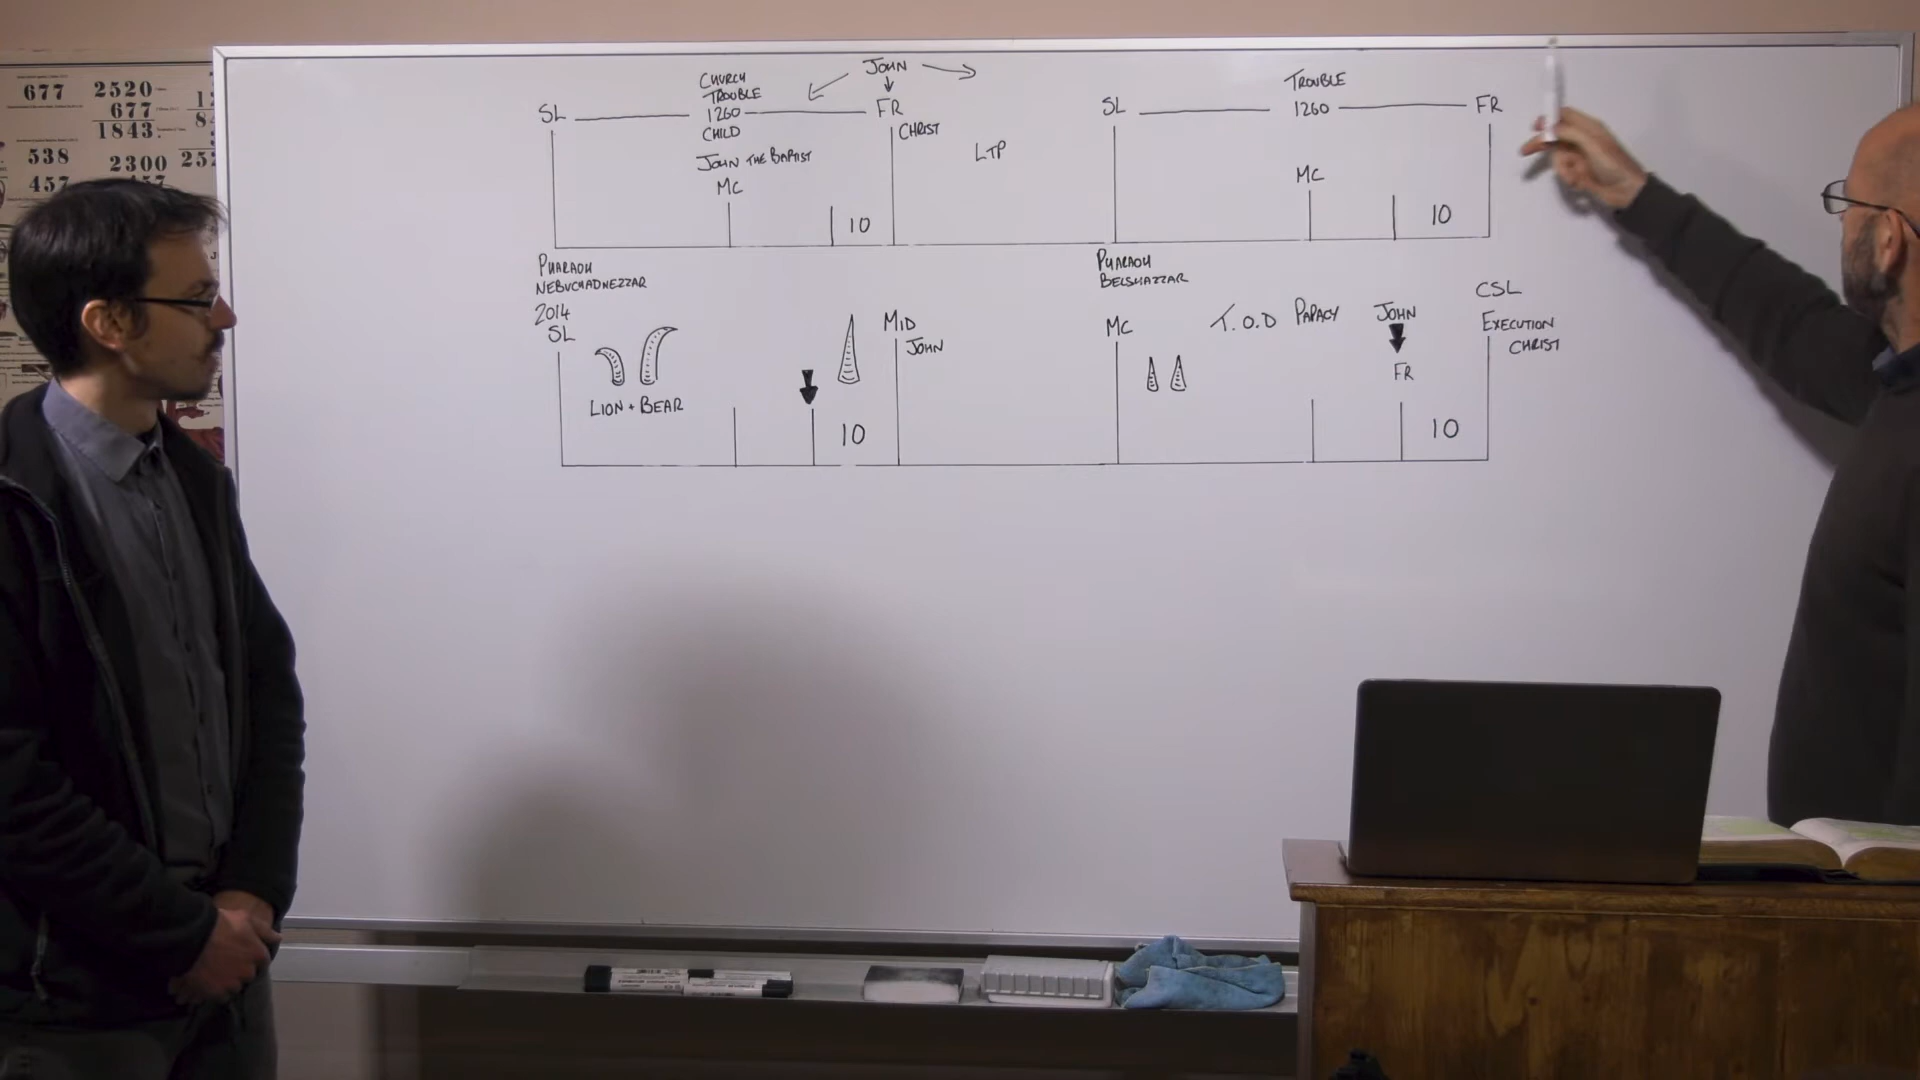 677 2520
677
1843.
538 2300
457
JOHN
CHURCH
TROUBLE
SL 1260 FR
CHILD CHRIST
JOHN THE BAPTIST
MC
10
LTP
TROUBLE
SL 1260 FR
MC
10
PHARAOH
NEBUCHADNEZZAR
2014
SL
LION + BEAR
10
MID
JOHN
PHARAOH
BELSHAZZAR
MC
T.O.D PAPACY
JOHN
FR
10
CSL
EXECUTION
CHRIST